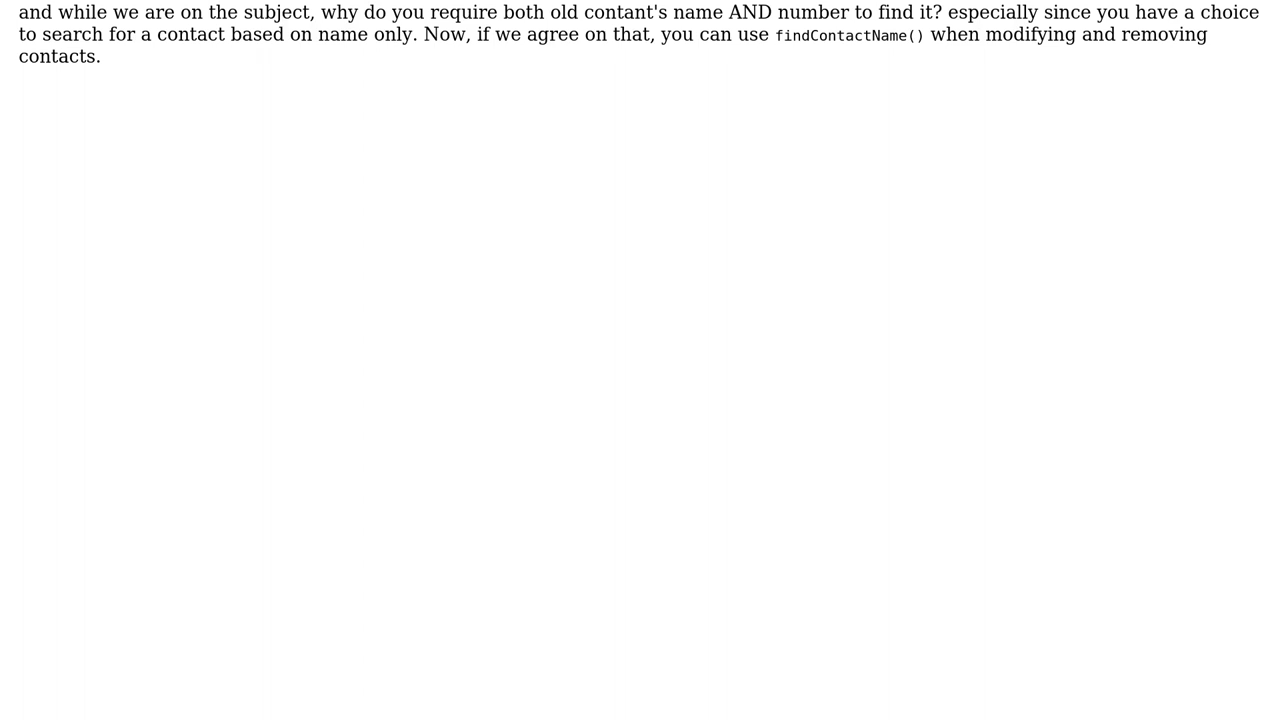 and while we are on the subject, why do you require both old contant's name AND number to find it? especially since you have a choice
to search for a contact based on name only. Now, if we agree on that, you can use findContactName() when modifying and removing
contacts.